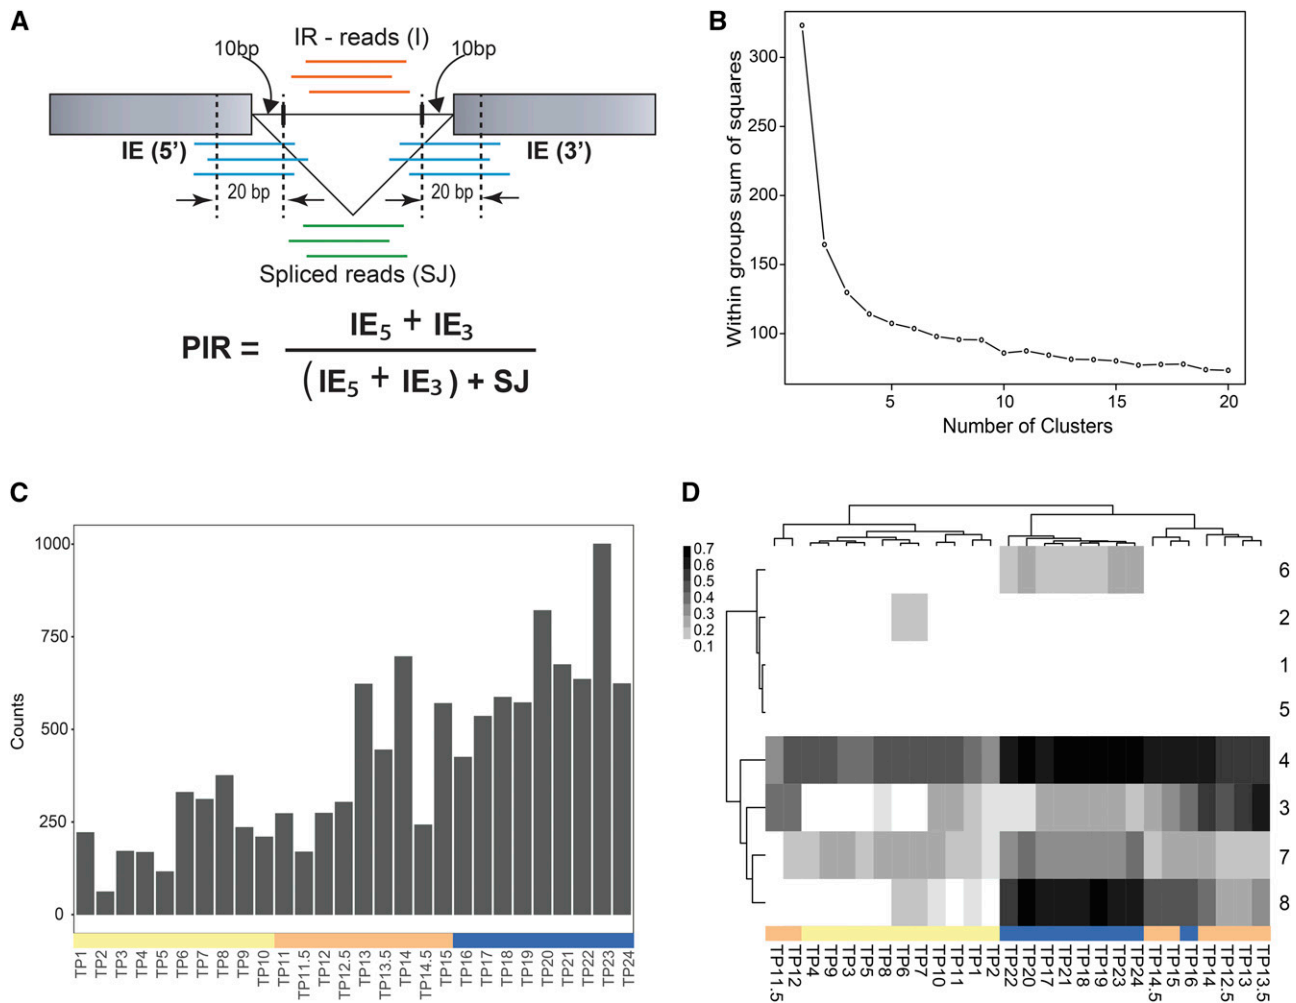 A
IR - reads (I)
10bp
10bp
IE (5’)
IE (3’)
20 bp
20 bp
Spliced reads (SJ)
PIR =
IE5 + IE3
(IE5 + IE3) + SJ
B
Within groups sum of squares
300
250
200
150
100
5
10
15
20
Number of Clusters
C
Counts
1000
750
500
250
0
TP1
TP2
TP3
TP4
TP5
TP6
TP7
TP8
TP9
TP10
TP11
TP11.5
TP12
TP12.5
TP13
TP13.5
TP14
TP14.5
TP15
TP16
TP17
TP18
TP19
TP20
TP21
TP22
TP23
TP24
D
0.7
0.6
0.5
0.4
0.3
0.2
0.1
6
2
1
5
4
3
7
8
TP11.5
TP12
TP4
TP9
TP3
TP5
TP8
TP6
TP7
TP10
TP11
TP1
TP2
TP22
TP20
TP17
TP21
TP18
TP19
TP23
TP24
TP14.5
TP15
TP16
TP14
TP12.5
TP13
TP13.5